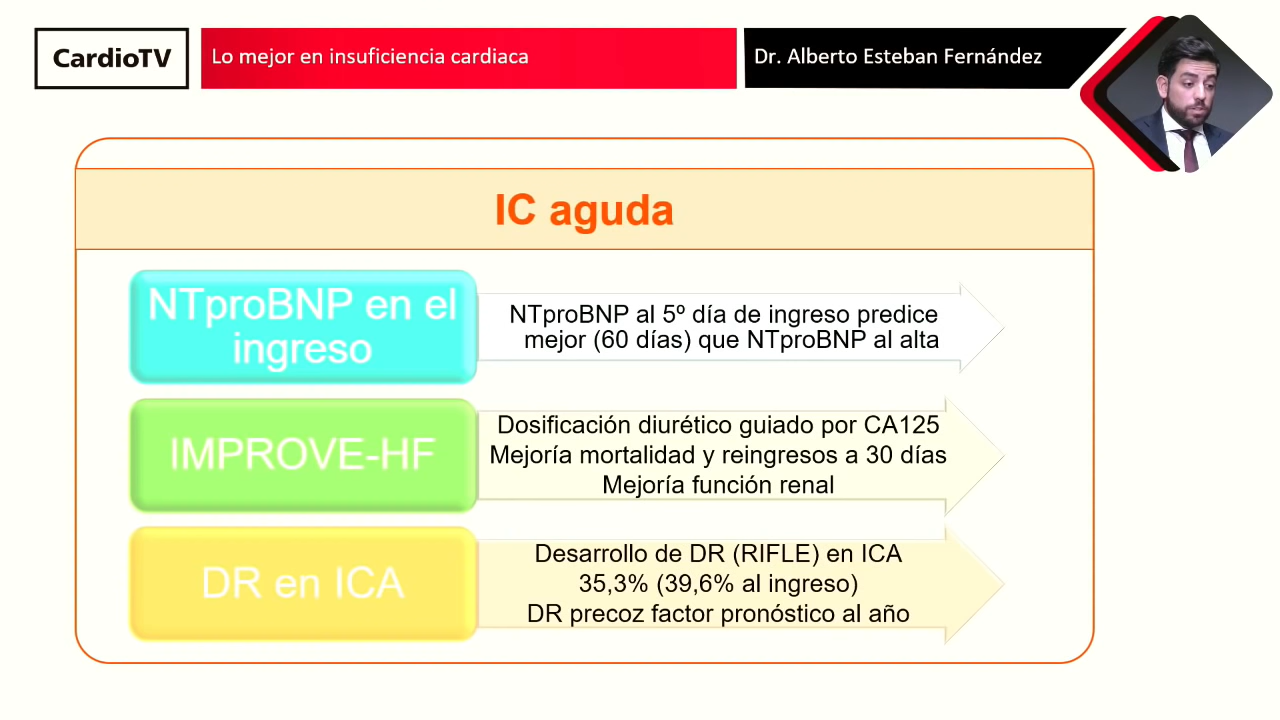 CardioTV
Lo mejor en insuficiencia cardiaca
Dr. Alberto Esteban Fernández
IC aguda
NTproBNP en el
ingreso
NTproBNP al 5º día de ingreso predice
mejor (60 días) que NTproBNP al alta
IMPROVE-HF
Dosificación diurético guiado por CA125
Mejoría mortalidad y reingresos a 30 días
Mejoría función renal
DR en ICA
Desarrollo de DR (RIFLE) en ICA
35,3% (39,6% al ingreso)
DR precoz factor pronóstico al año